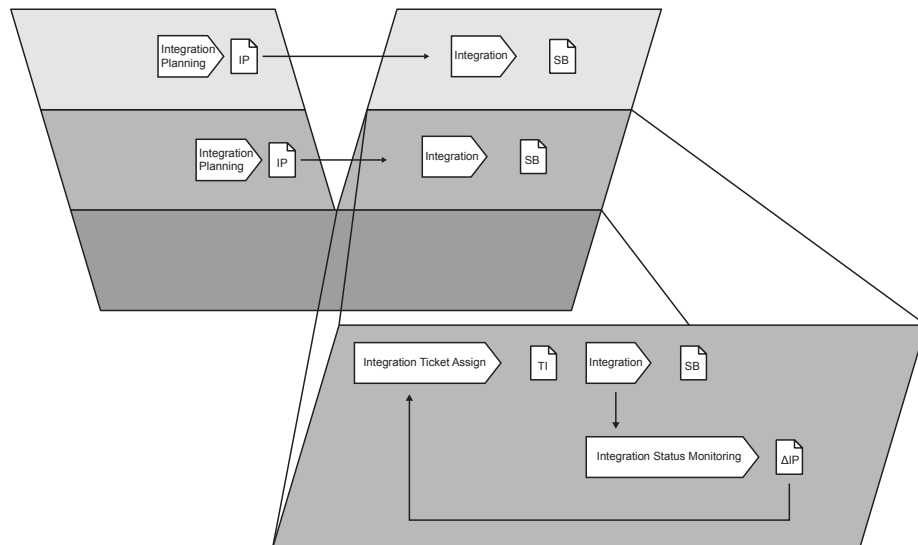 Integration
Planning
IP
Integration
SB
Integration
Planning
IP
Integration
SB
Integration Ticket Assign
TI
Integration
SB
Integration Status Monitoring
ΔIP